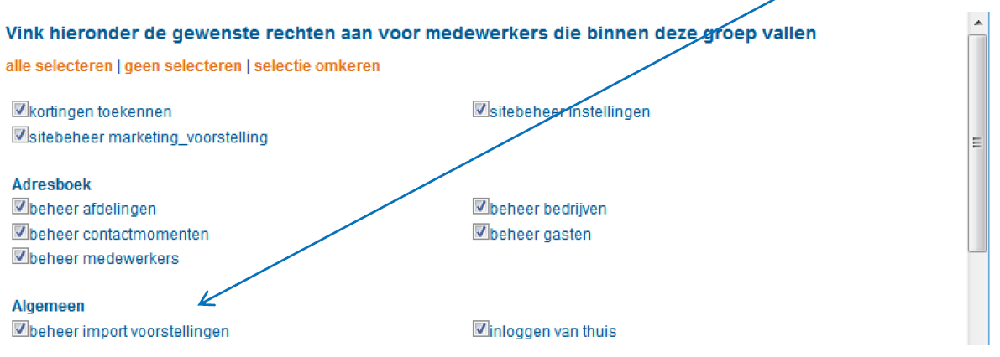 Vink hieronder de gewenste rechten aan voor medewerkers die binnen deze groep vallen
alle selecteren | geen selecteren | selectie omkeren
kortingen toekennen
sitebeheer instellingen
sitebeheer marketing_voorstelling
Adresboek
beheer afdelingen
beheer bedrijven
beheer contactmomenten
beheer gasten
beheer medewerkers
Algemeen
beheer import voorstellingen
inloggen van thuis